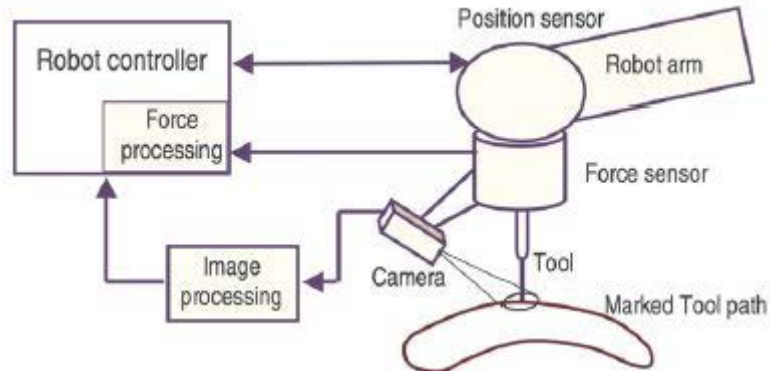 Position sensor
Robot controller
Robot arm
Force
processing
Force sensor
Image
processing
Camera
Tool
Marked Tool path